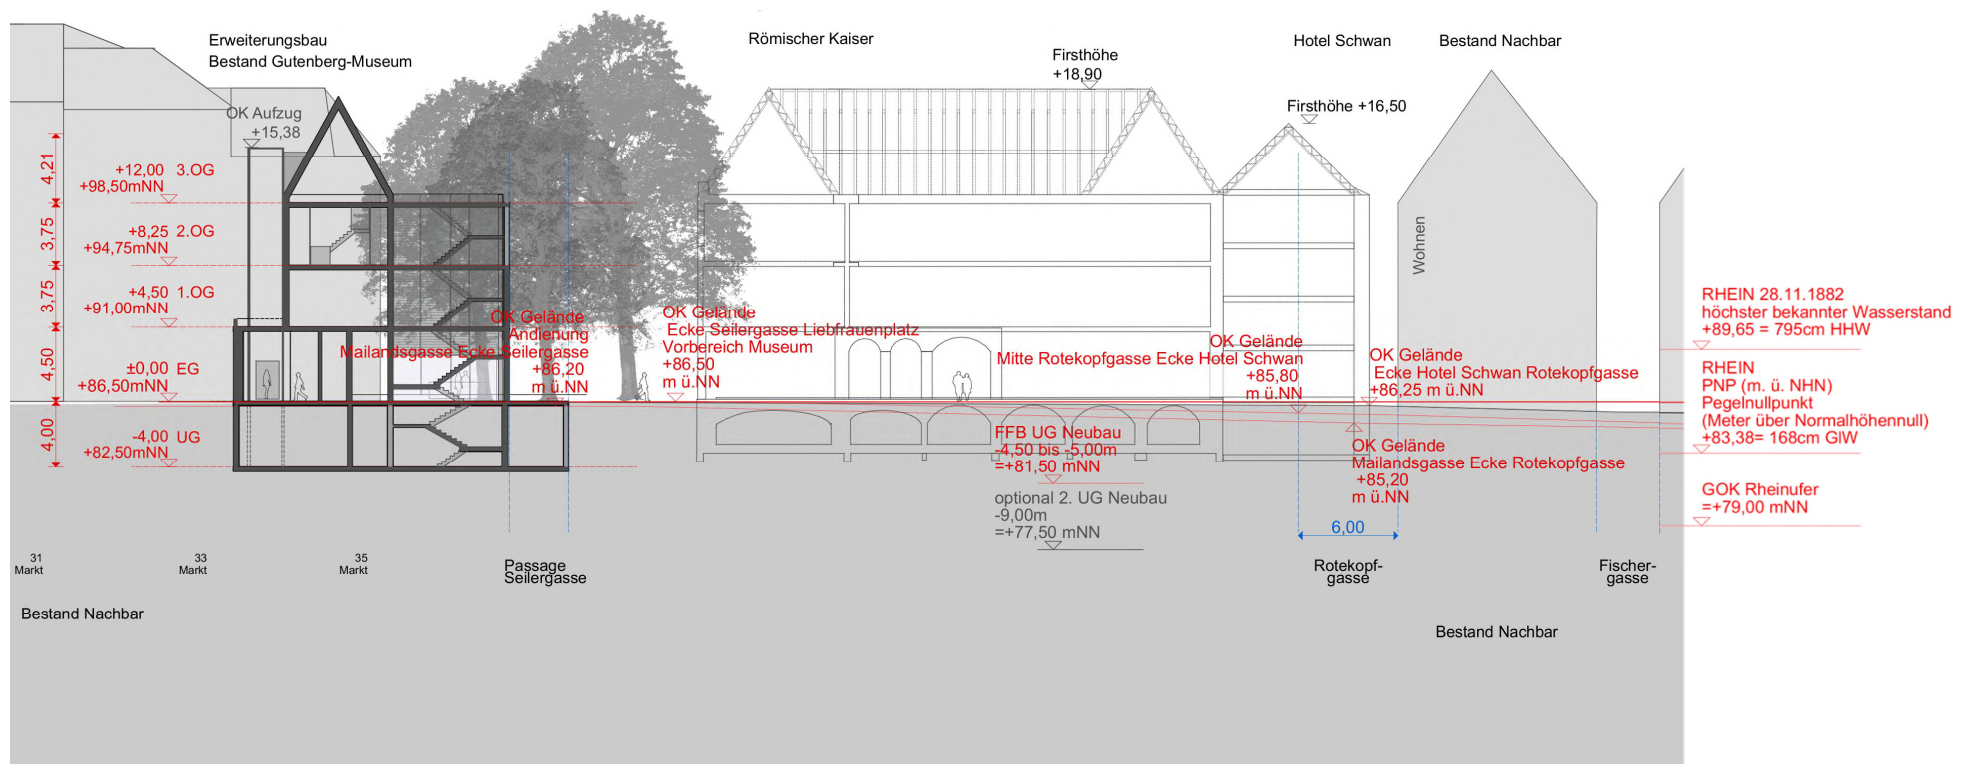 Erweiterungsbau
Bestand Gutenberg-Museum
Römischer Kaiser
Firsthöhe
+18,90
Hotel Schwan
Bestand Nachbar
Firsthöhe +16,50
OK Aufzug
+15,38
4,21
3,75
3,75
4,50
4,00
+12,00 3.OG
+98,50mNN
+8,25 2.OG
+94,75mNN
+4,50 1.OG
+91,00mNN
±0,00 EG
+86,50mNN
-4,00 UG
+82,50mNN
OK Gelände
Andienung
Mailandsgasse Ecke Seilergasse
+86,20
m ü.NN
OK Gelände
Ecke Seilergasse Liebfrauenplatz
Vorbereich Museum
+86,50
m ü.NN
OK Gelände
Mitte Rotekopfgasse Ecke Hotel Schwan
+85,80
m ü.NN
OK Gelände
Ecke Hotel Schwan Rotekopfgasse
+86,25 m ü.NN
Wohnen
RHEIN 28.11.1882
höchster bekannter Wasserstand
+89,65 = 795cm HHW
RHEIN
PNP (m. ü. NHN)
Pegelnullpunkt
(Meter über Normalhöhennull)
+83,38= 168cm GlW
GOK Rheinufer
=+79,00 mNN
FFB UG Neubau
-4,50 bis -5,00m
=+81,50 mNN
optional 2. UG Neubau
-9,00m
=+77,50 mNN
OK Gelände
Mailandsgasse Ecke Rotekopfgasse
+85,20
m ü.NN
6,00
31
Markt
33
Markt
35
Markt
Passage
Seilergasse
Rotekopf-
gasse
Fischer-
gasse
Bestand Nachbar
Bestand Nachbar